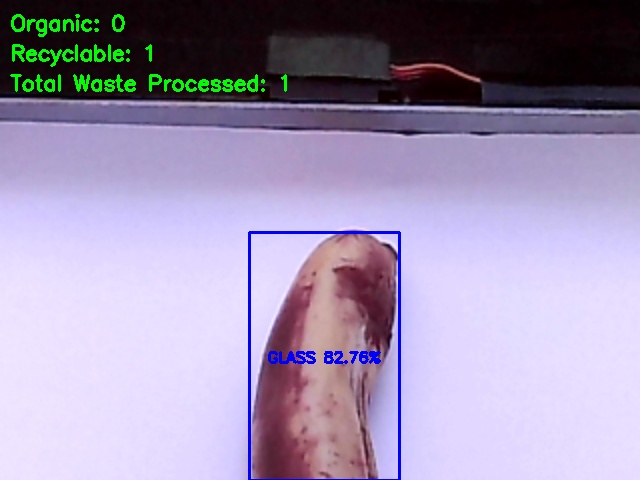 Organic: 0
Recyclable: 1
Total Waste Processed: 1
GLASS 82.76%